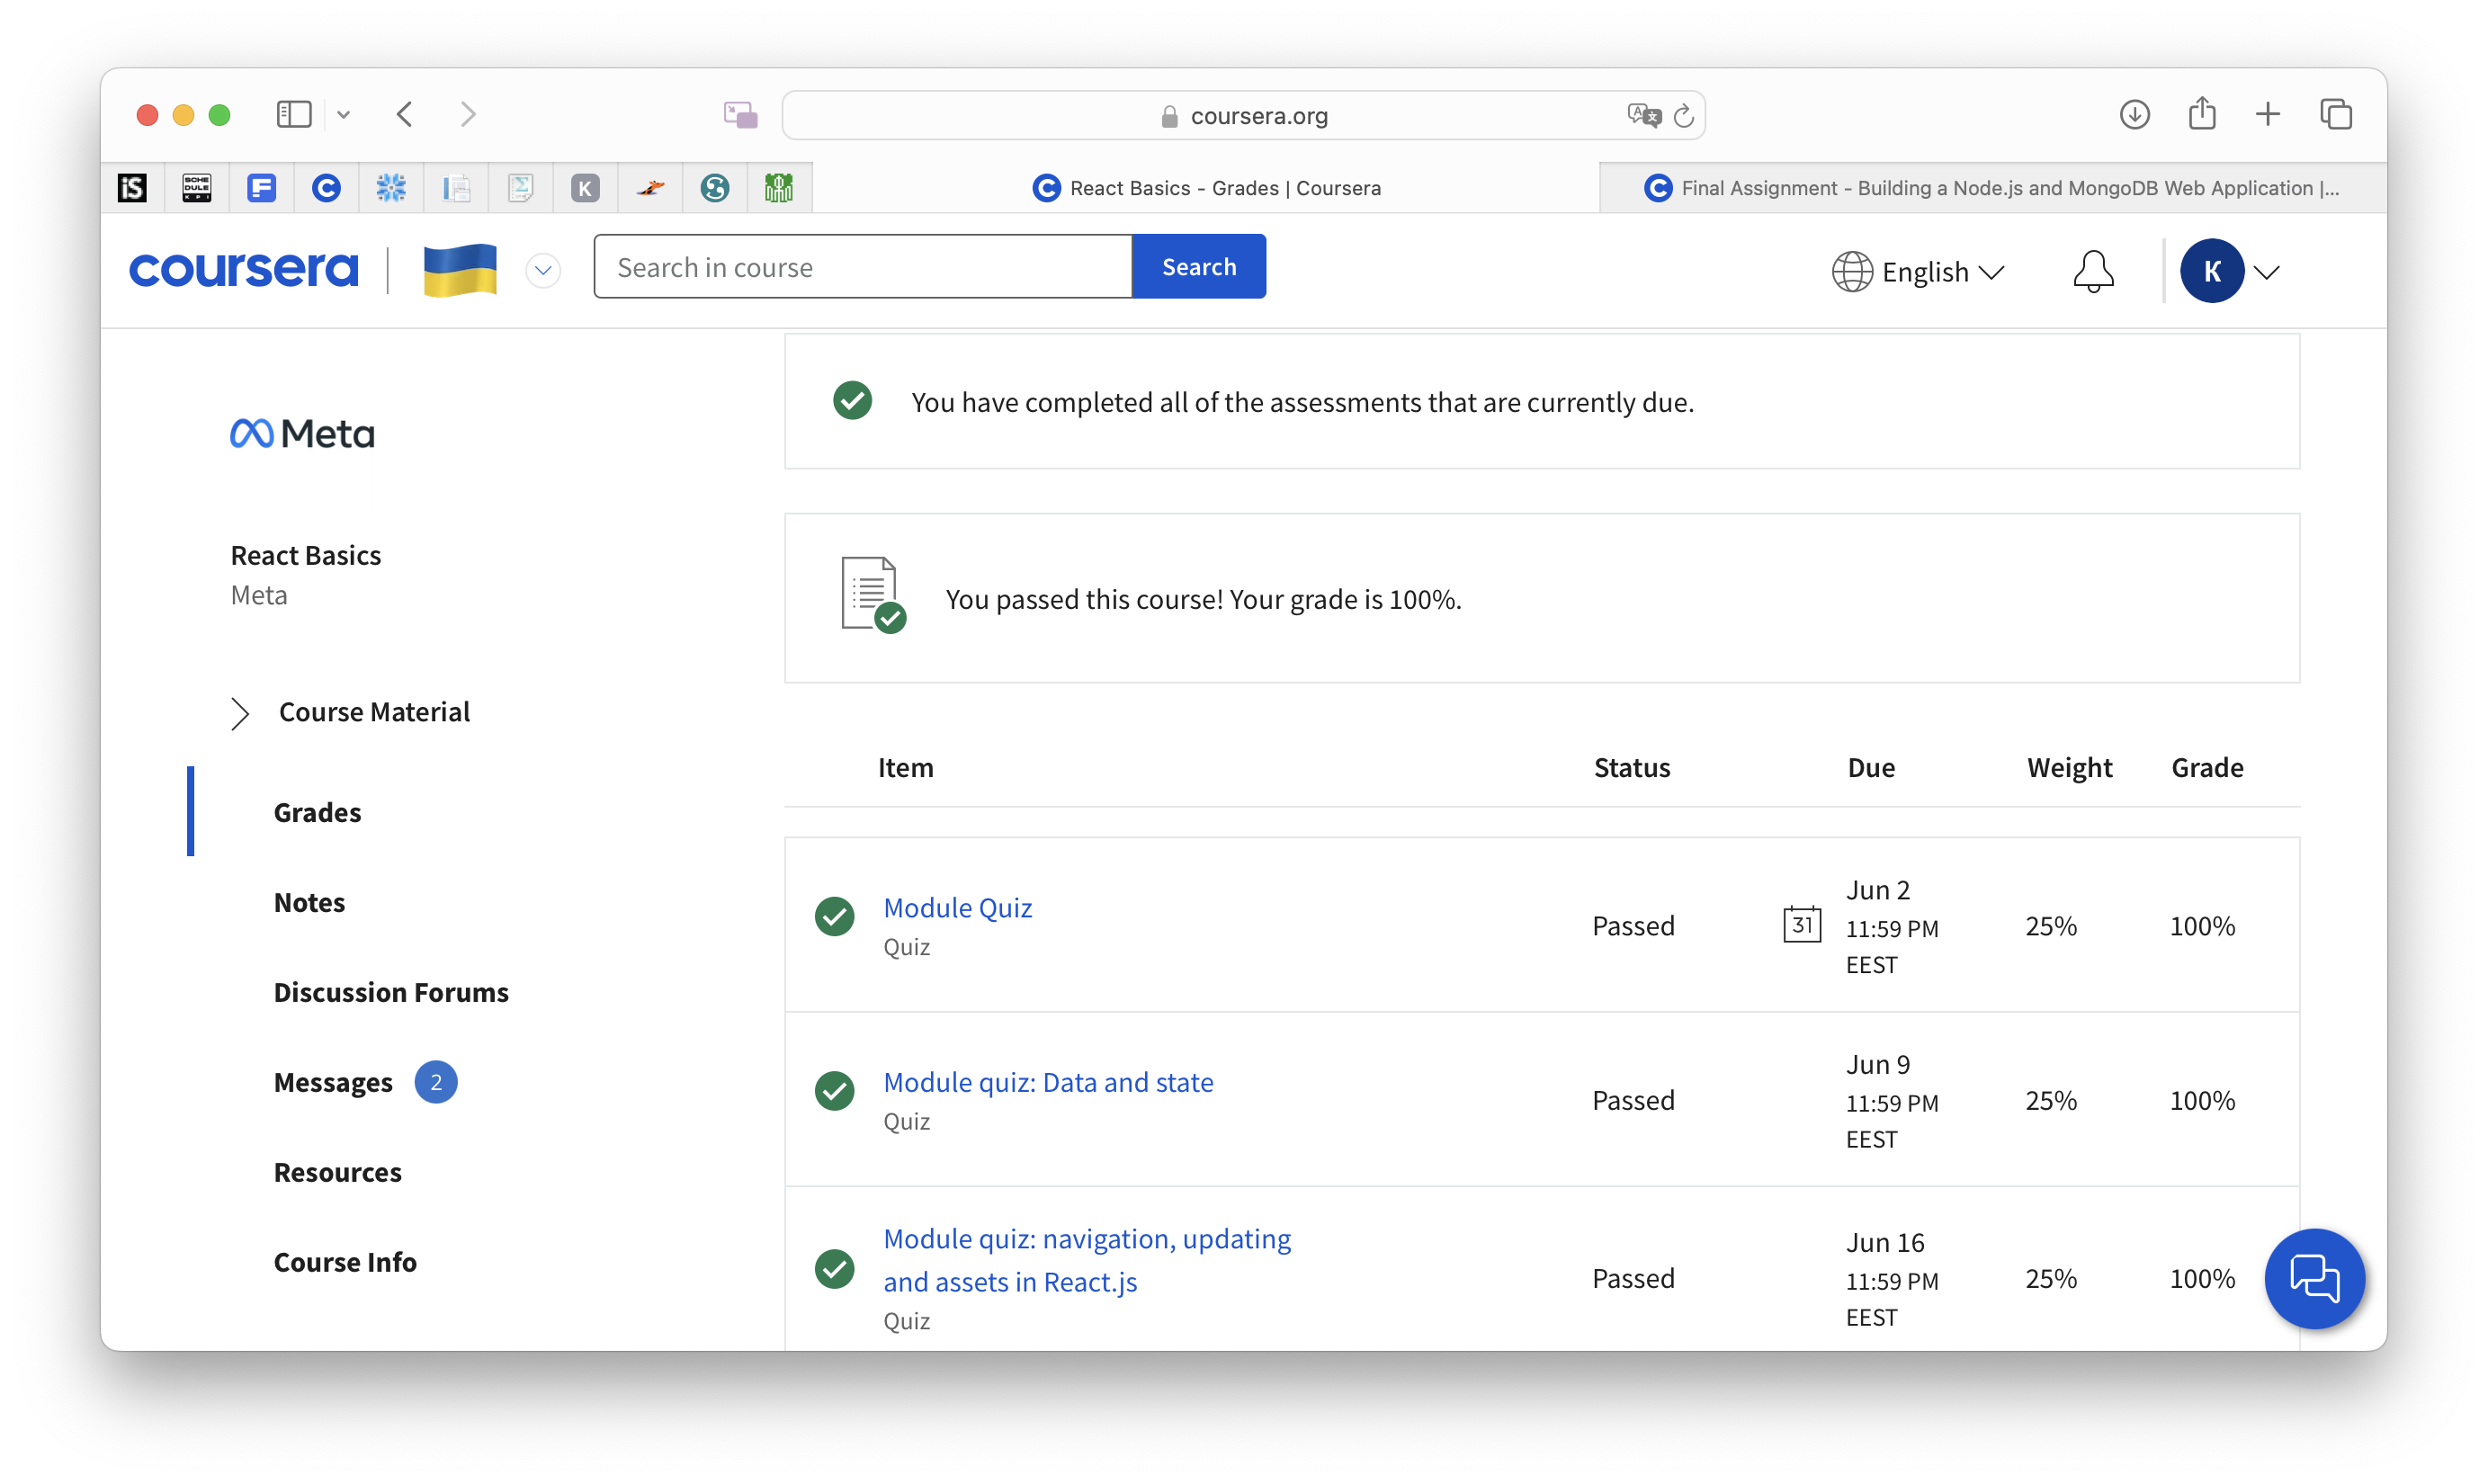 coursera.org
iS
SCHE
DULE
KPI
F
C
K
React Basics - Grades | Coursera
Final Assignment - Building a Node.js and MongoDB Web Application |...
coursera
Search in course
Search
English
K
Meta
React Basics
Meta
Course Material
Grades
Notes
Discussion Forums
Messages 2
Resources
Course Info
You have completed all of the assessments that are currently due.
You passed this course! Your grade is 100%.
Item Status Due Weight Grade
Module Quiz
Quiz
Passed
31
Jun 2
11:59 PM
EEST
25%
100%
Module quiz: Data and state
Quiz
Passed
Jun 9
11:59 PM
EEST
25%
100%
Module quiz: navigation, updating
and assets in React.js
Quiz
Passed
Jun 16
11:59 PM
EEST
25%
100%